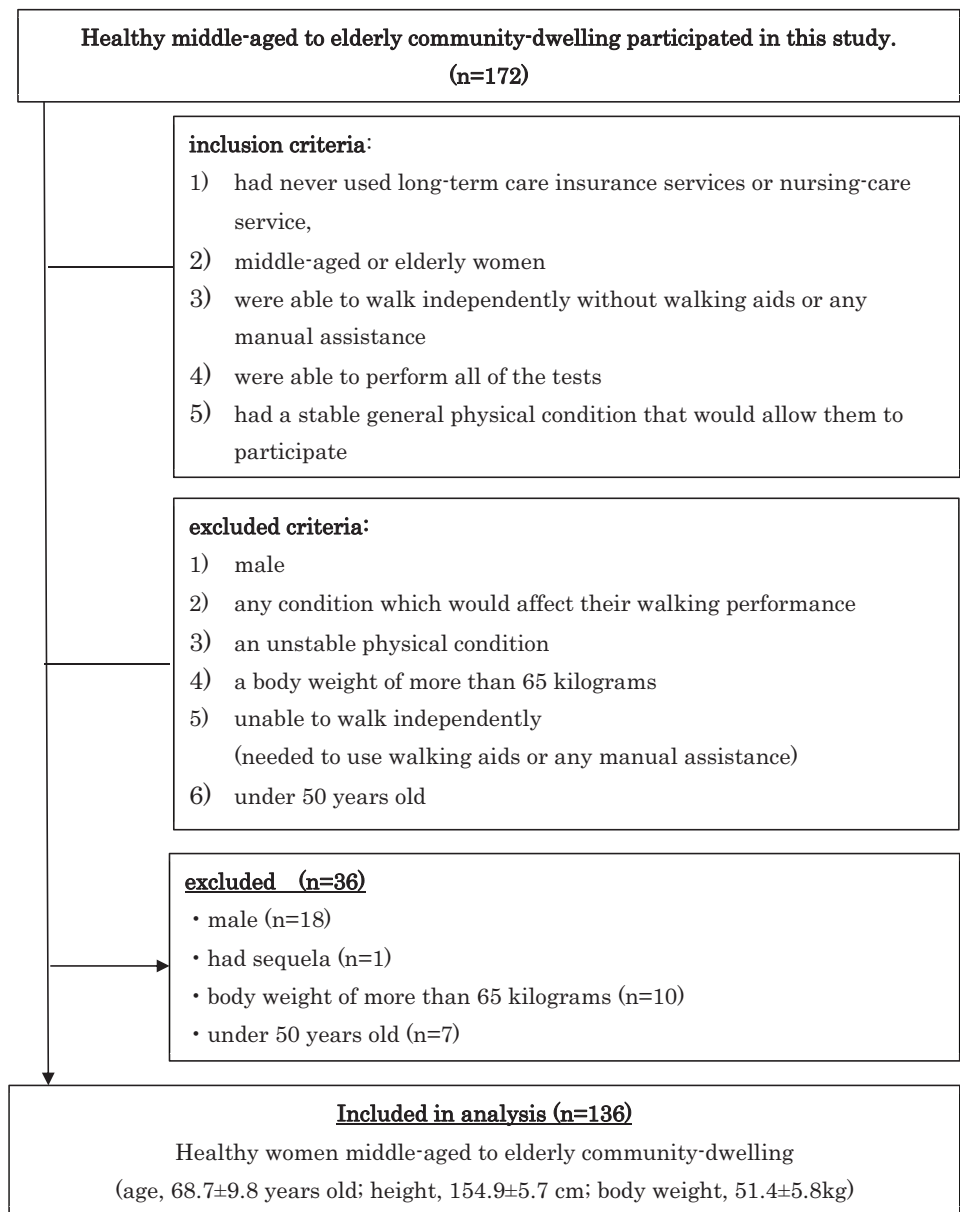 Healthy middle-aged to elderly community-dwelling participated in this study.
(n=172)
inclusion criteria:
1) had never used long-term care insurance services or nursing-care
service,
2) middle-aged or elderly women
3) were able to walk independently without walking aids or any
manual assistance
4) were able to perform all of the tests
5) had a stable general physical condition that would allow them to
participate
excluded criteria:
1) male
2) any condition which would affect their walking performance
3) an unstable physical condition
4) a body weight of more than 65 kilograms
5) unable to walk independently
(needed to use walking aids or any manual assistance)
6) under 50 years old
excluded (n=36)
・male (n=18)
・had sequela (n=1)
・body weight of more than 65 kilograms (n=10)
・under 50 years old (n=7)
Included in analysis (n=136)
Healthy women middle-aged to elderly community-dwelling
(age, 68.7±9.8 years old; height, 154.9±5.7 cm; body weight, 51.4±5.8kg)